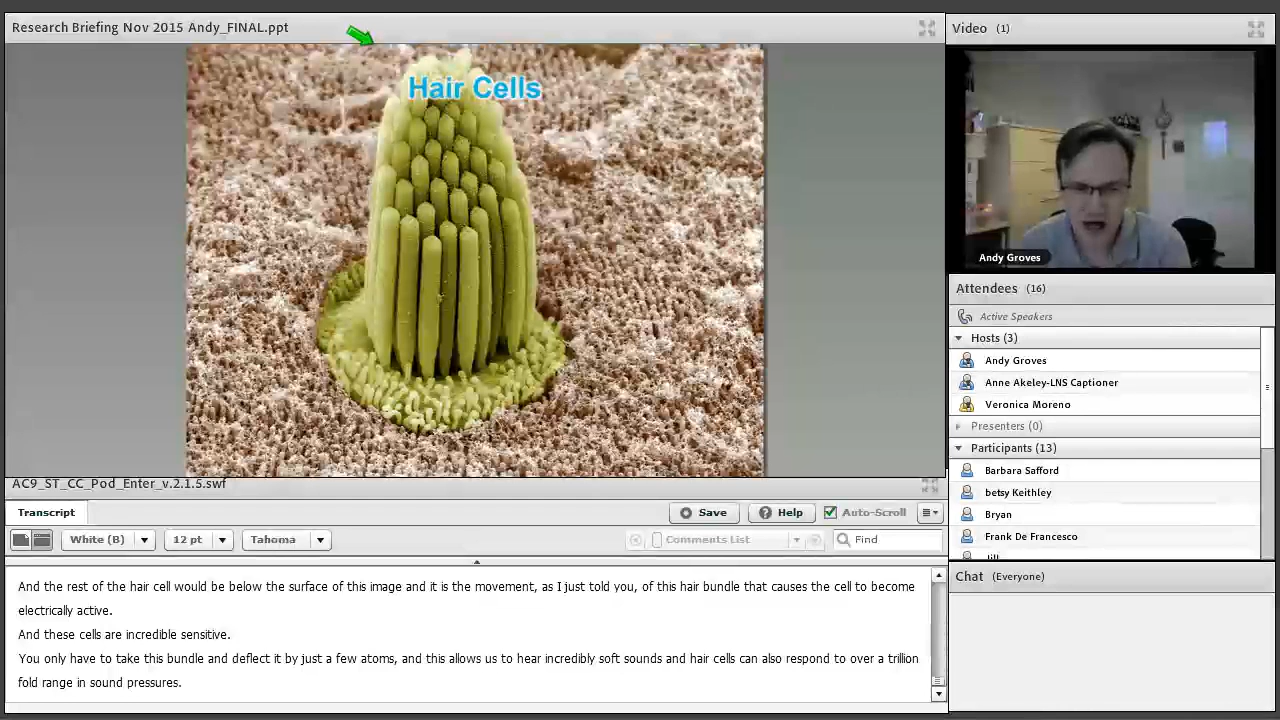 Research Briefing Nov 2015 Andy_FINAL.ppt
Hair Cells
Video (1)
Andy Groves
Attendees (16)
Active Speakers
Hosts (3)
Andy Groves
Anne Akeley-LNS Captioner
Veronica Moreno
Presenters (0)
Participants (13)
Barbara Safford
betsy Keithley
Bryan
Frank De Francesco
Jill
Chat (Everyone)
AC9_ST_CC_Pod_Enter_v.2.1.5.swf
Transcript
Save
Help
Auto-Scroll
White (B)
12 pt
Tahoma
Comments List
Find
And the rest of the hair cell would be below the surface of this image and it is the movement, as I just told you, of this hair bundle that causes the cell to become
electrically active.
And these cells are incredible sensitive.
You only have to take this bundle and deflect it by just a few atoms, and this allows us to hear incredibly soft sounds and hair cells can also respond to over a trillion
fold range in sound pressures.